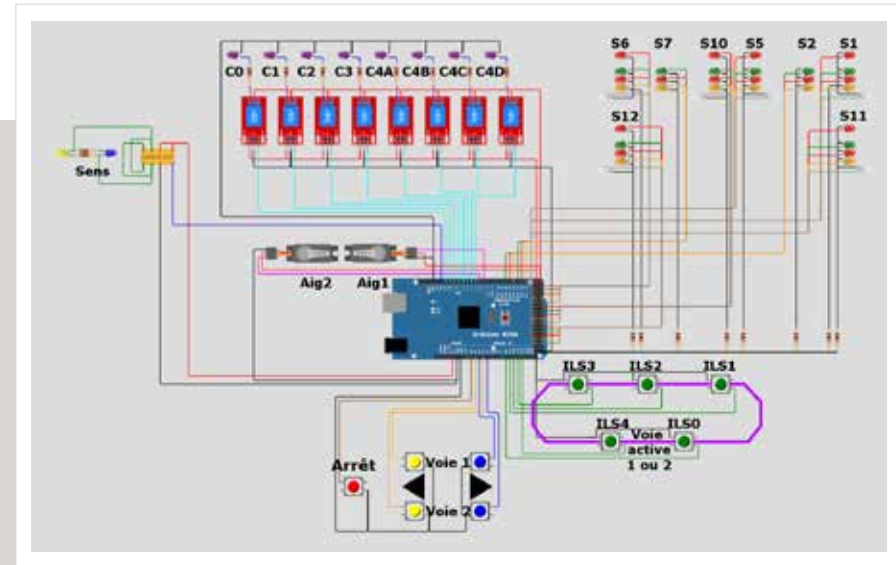 S6 S7 S10 S5 S2 S1
C0 C1 C2 C3 C4A C4B C4C C4D
S12 S11
Sens
Aig2 Aig1
ILS3 ILS2 ILS1
ILS4 ILS0
Voie
active
1 ou 2
Arrêt
Voie 1
Voie 2